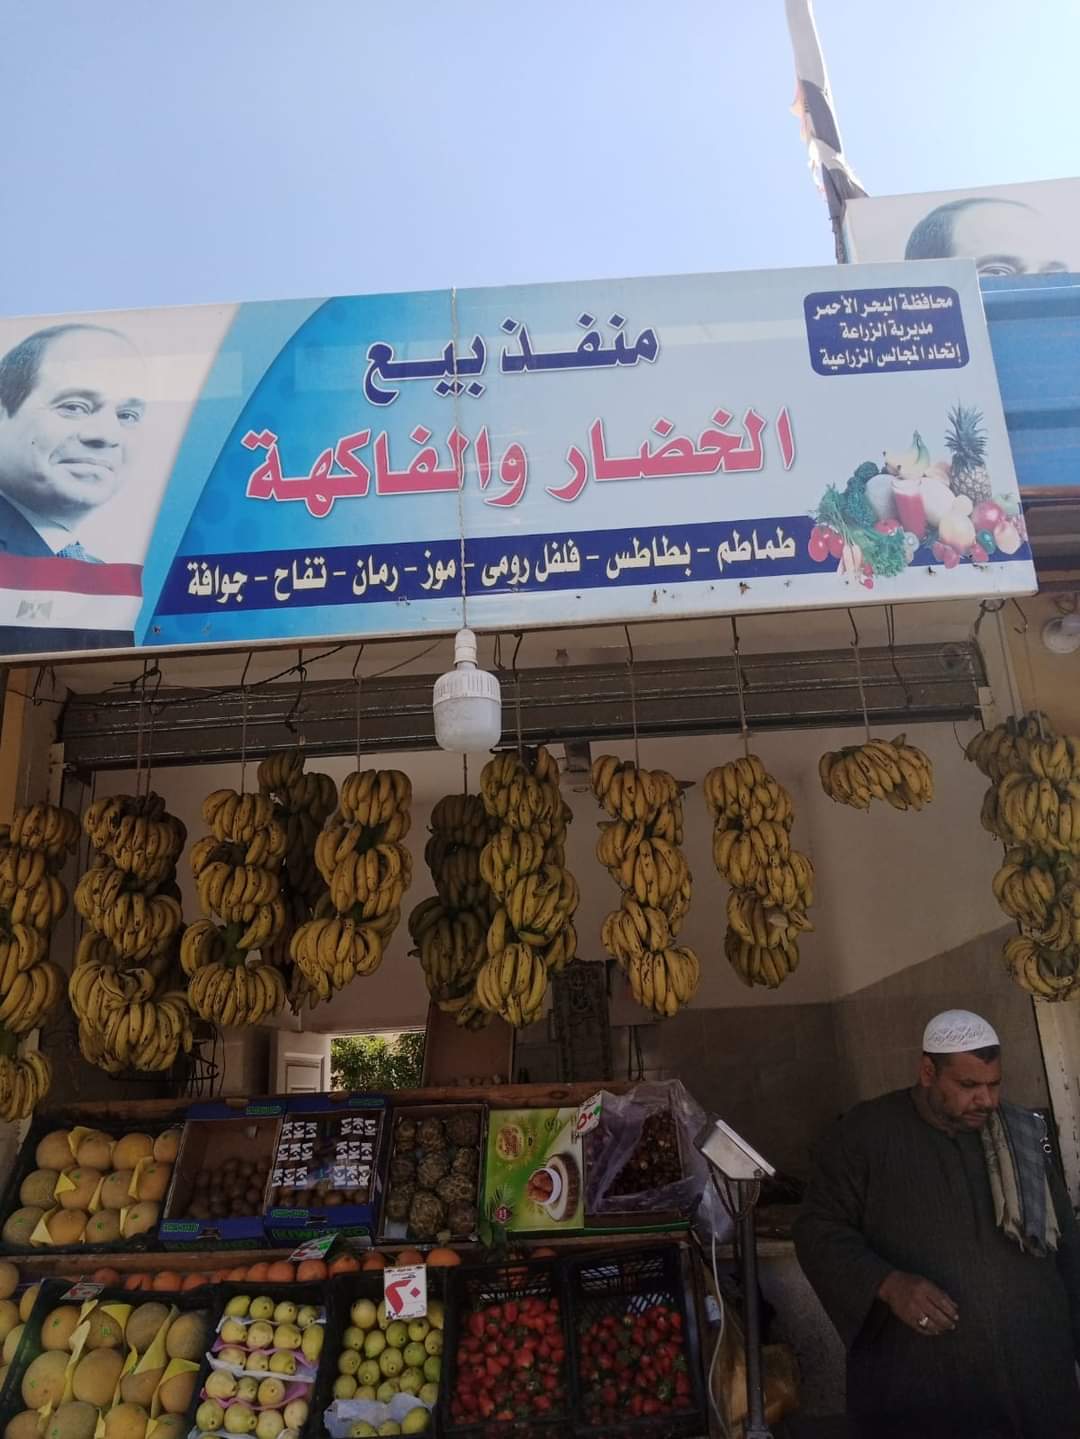 محافظة البحر الأحمر
مديرية الزراعة
إتحاد المجالس الزراعية
منفذ بيع
الخضار والفاكهة
طماطم - بطاطس - فلفل رومى - موز - رمان - تفاح - جوافة
٢٠